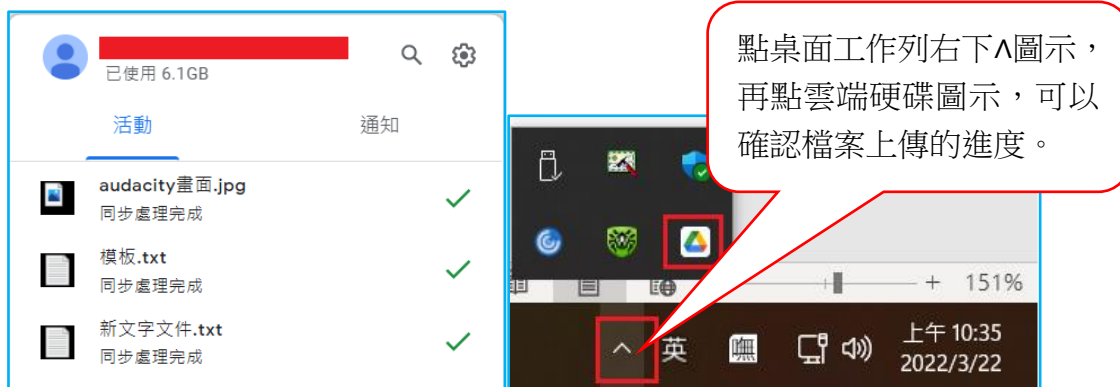 已使用 6.1GB
活動
通知
audacity畫面.jpg
同步處理完成
模板.txt
同步處理完成
新文字文件.txt
同步處理完成
點桌面工作列右下∧圖示，
再點雲端硬碟圖示，可以
確認檔案上傳的進度。
151%
英
嘸
上午 10:35
2022/3/22